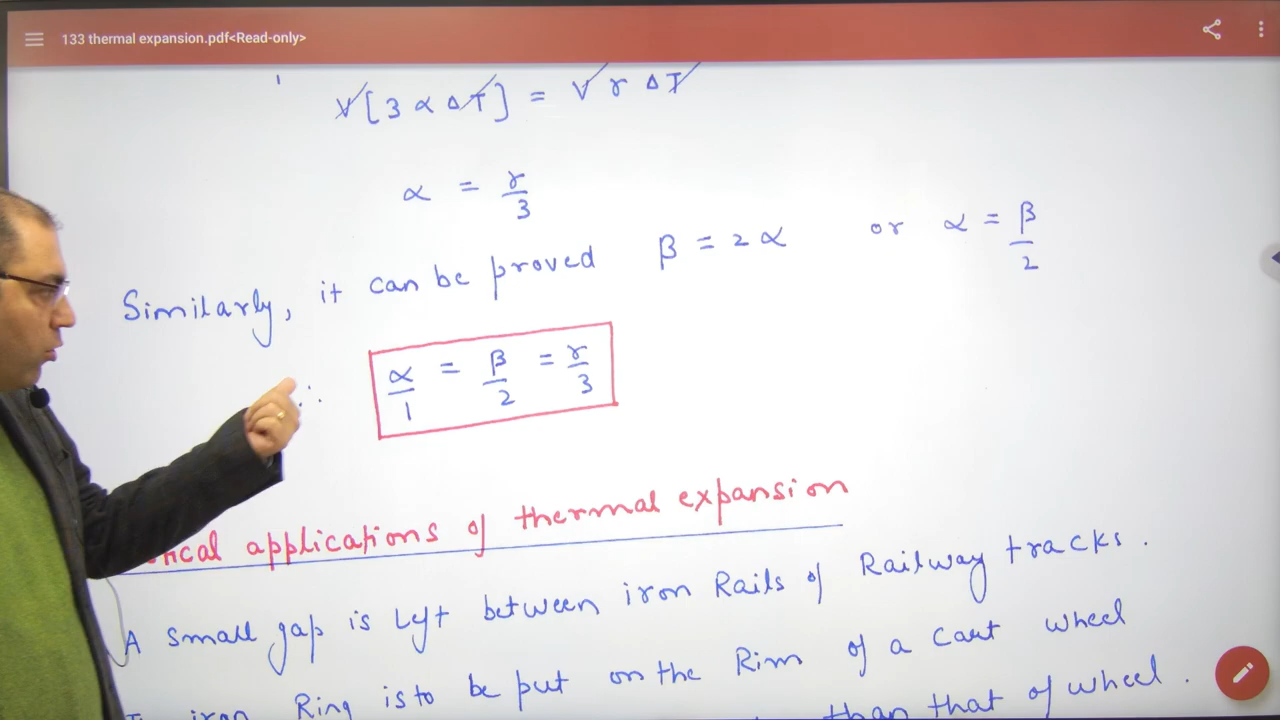 133 thermal expansion.pdf<Read-only>
V[3 α ΔT] = V γ ΔT
α = γ/3
Similarly, it can be proved β = 2α or α = β/2
∴ α/1 = β/2 = γ/3
applications of thermal expansion
A small gap is left between iron Rails of Railway tracks.
iron Ring is to be put on the Rim of a cart wheel
than that of wheel.